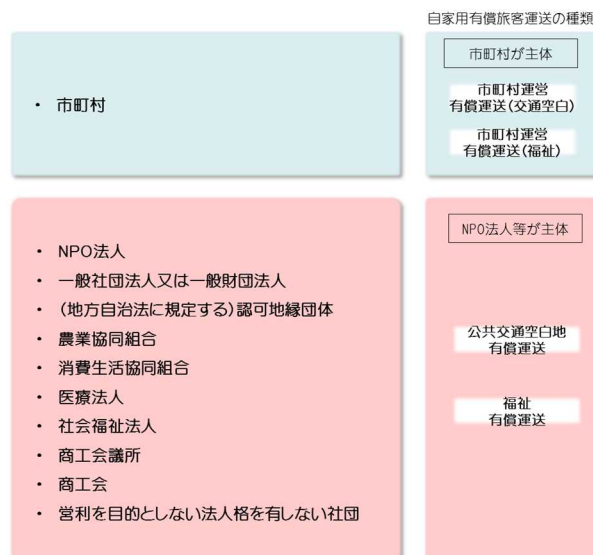 自家用有償旅客運送の種類
・ 市町村
市町村が主体
市町村運営
有償運送(交通空白)
市町村運営
有償運送(福祉)
・ NPO法人
・ 一般社団法人又は一般財団法人
・ (地方自治法に規定する)認可地縁団体
・ 農業協同組合
・ 消費生活協同組合
・ 医療法人
・ 社会福祉法人
・ 商工会議所
・ 商工会
・ 営利を目的としない法人格を有しない社団
NPO法人等が主体
公共交通空白地
有償運送
福祉
有償運送